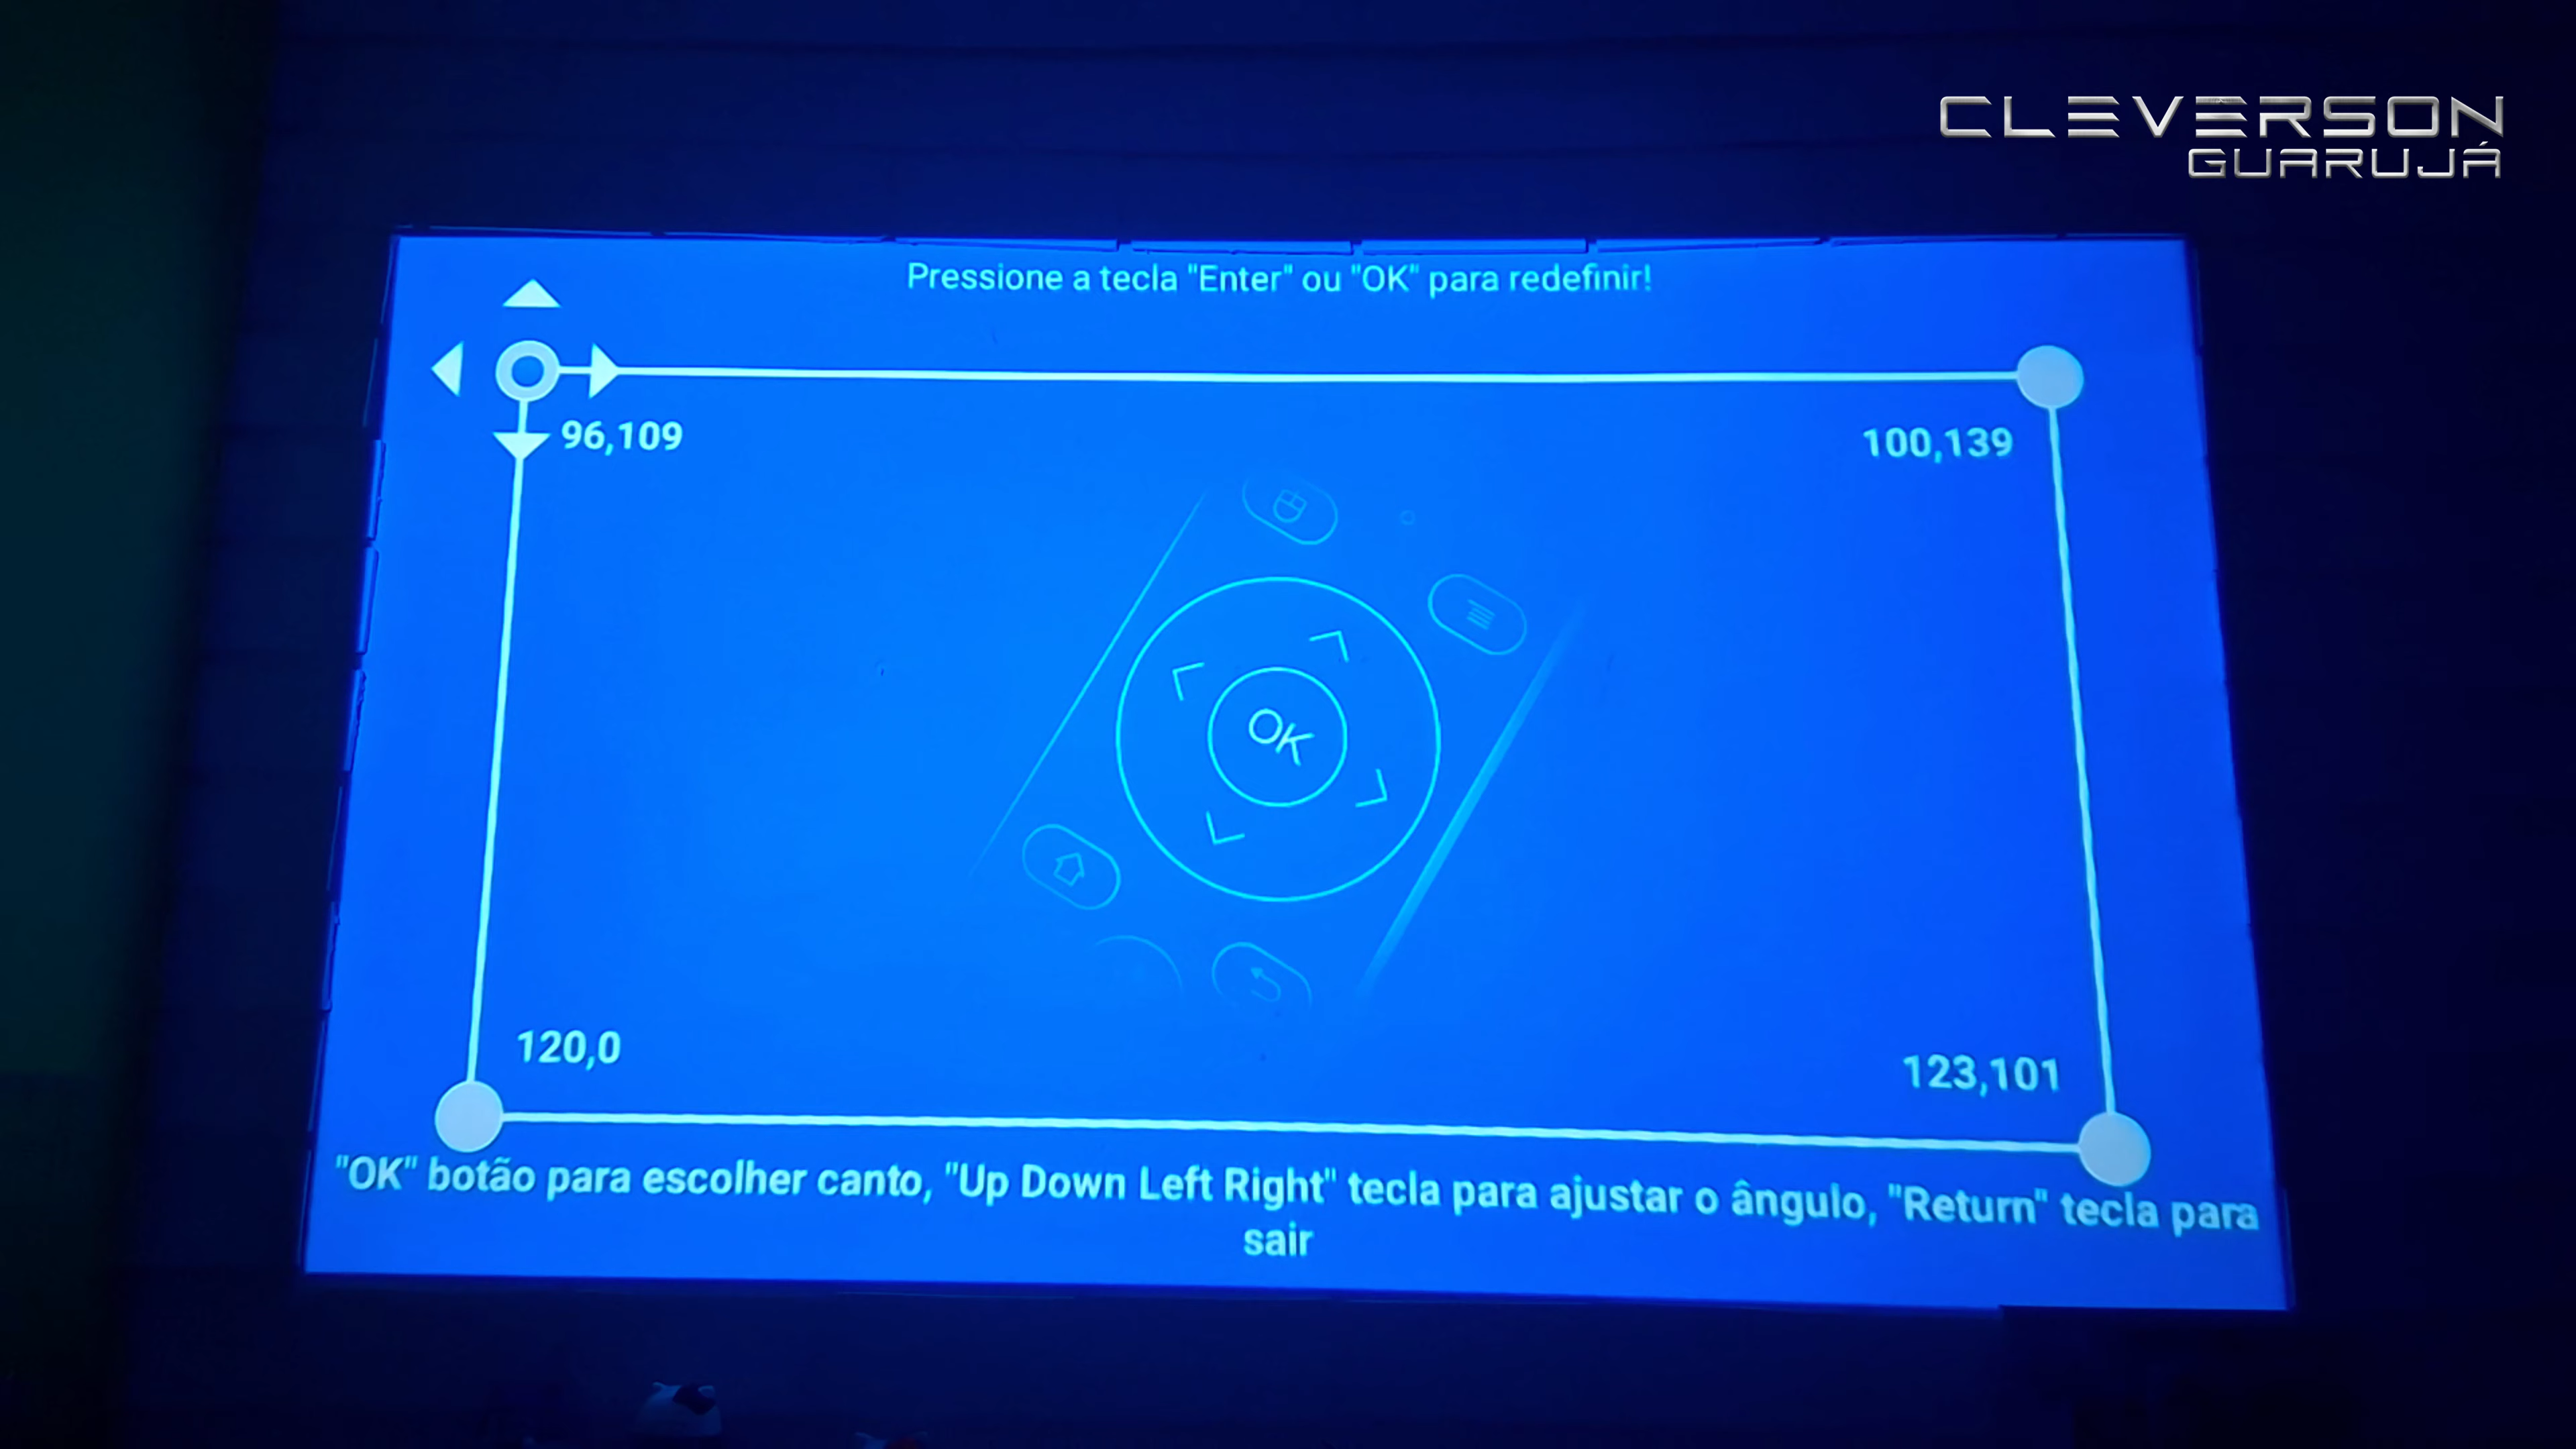 CLEVERSON
GUARUJÁ
Pressione a tecla "Enter" ou "OK" para redefinir!
96,109
100,139
OK
120,0
123,101
"OK" botão para escolher canto, "Up Down Left Right" tecla para ajustar o ângulo, "Return" tecla para
sair